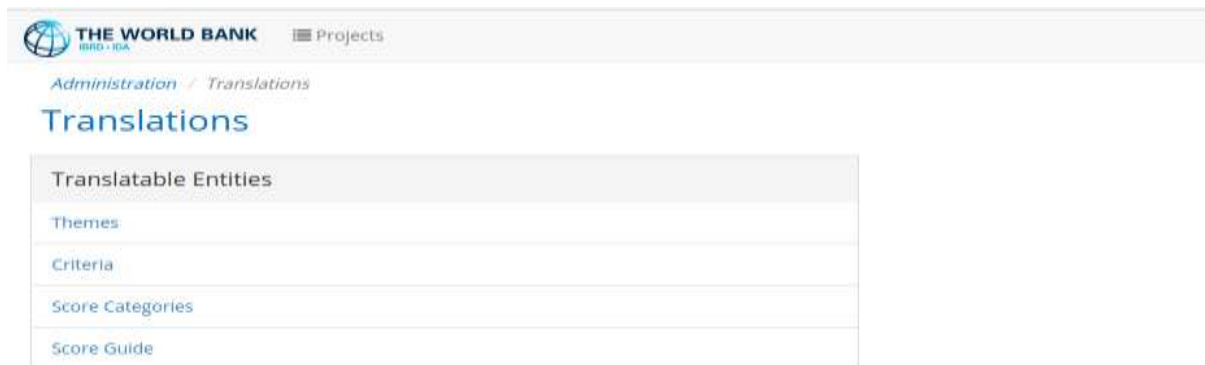 THE WORLD BANK
IBRD • IDA
Projects
Administration / Translations
Translations
Translatable Entities
Themes
Criteria
Score Categories
Score Guide